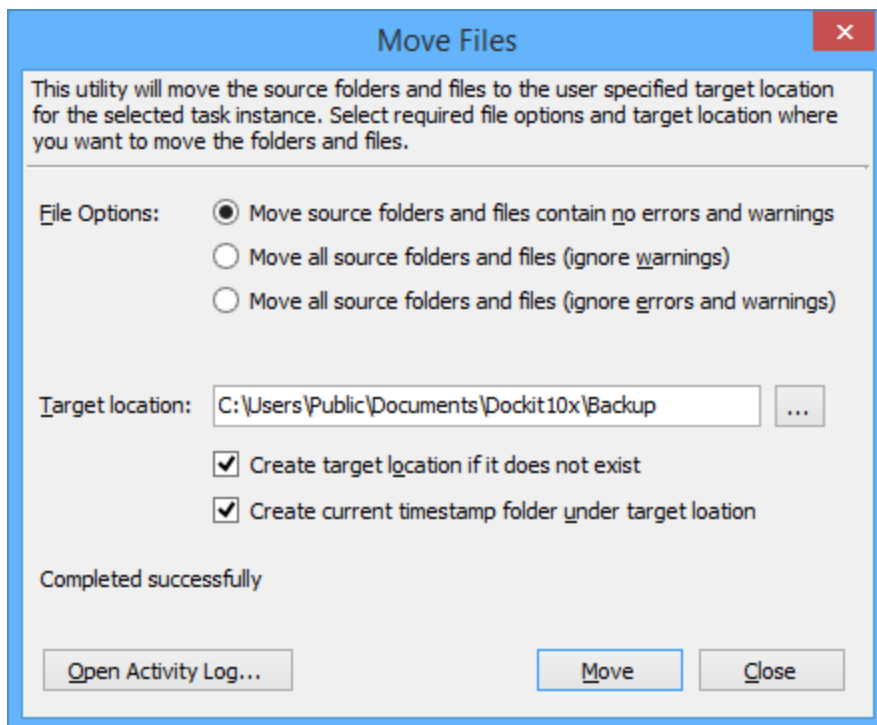 Move Files
This utility will move the source folders and files to the user specified target location
for the selected task instance. Select required file options and target location where
you want to move the folders and files.
File Options:
Move source folders and files contain no errors and warnings
Move all source folders and files (ignore warnings)
Move all source folders and files (ignore errors and warnings)
Target location: C:\Users\Public\Documents\Dockit10x\Backup ...
Create target location if it does not exist
Create current timestamp folder under target loation
Completed successfully
Open Activity Log... Move Close